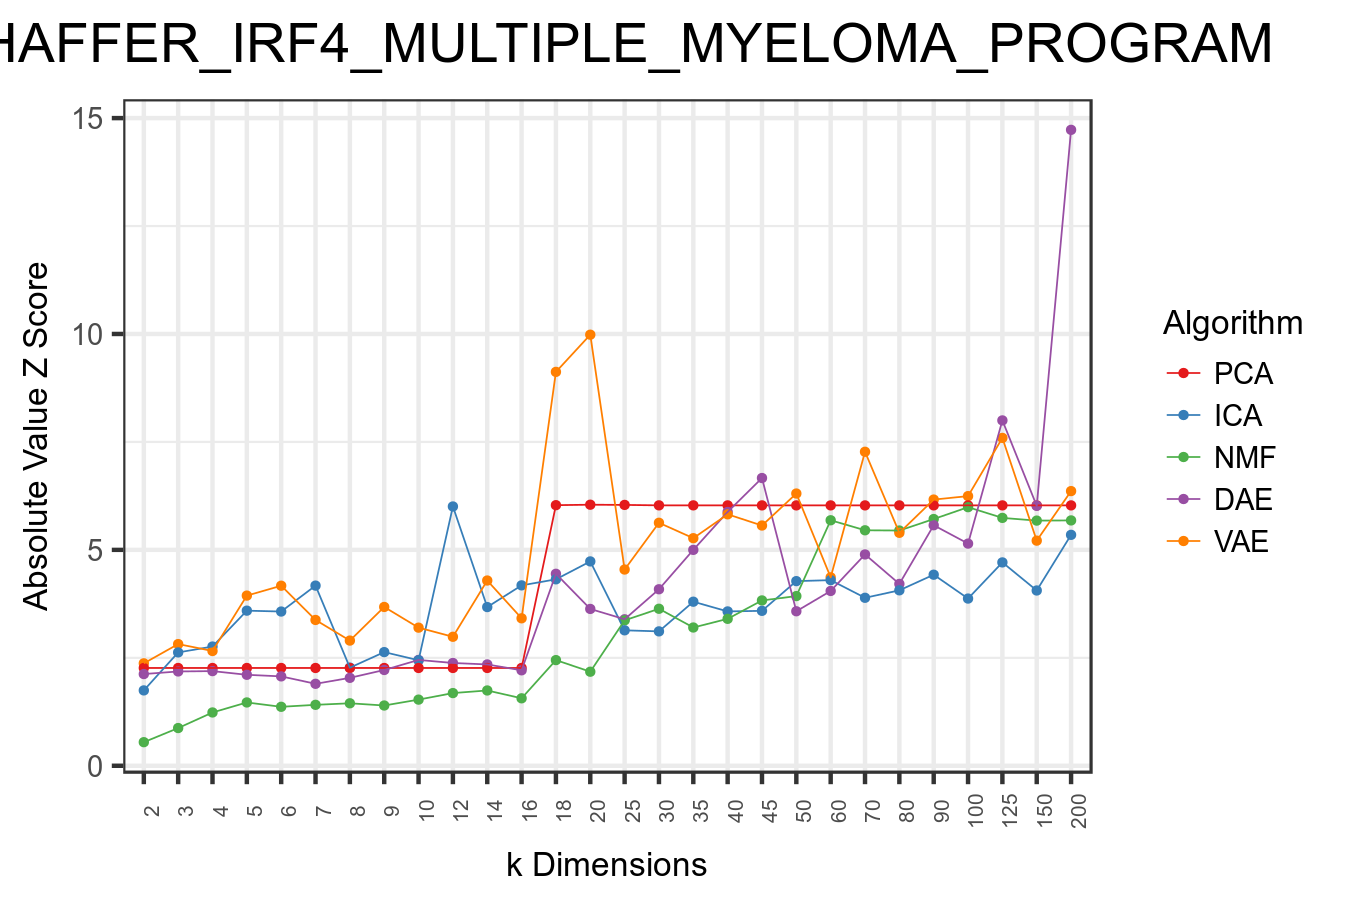 HAFFER_IRF4_MULTIPLE_MYELOMA_PROGRAM
15
10
5
0
Absolute Value Z Score
2 3 4 5 6 7 8 9 10 12 14 16 18 20 25 30 35 40 45 50 60 70 80 90 100 125 150 200
k Dimensions
Algorithm
PCA
ICA
NMF
DAE
VAE